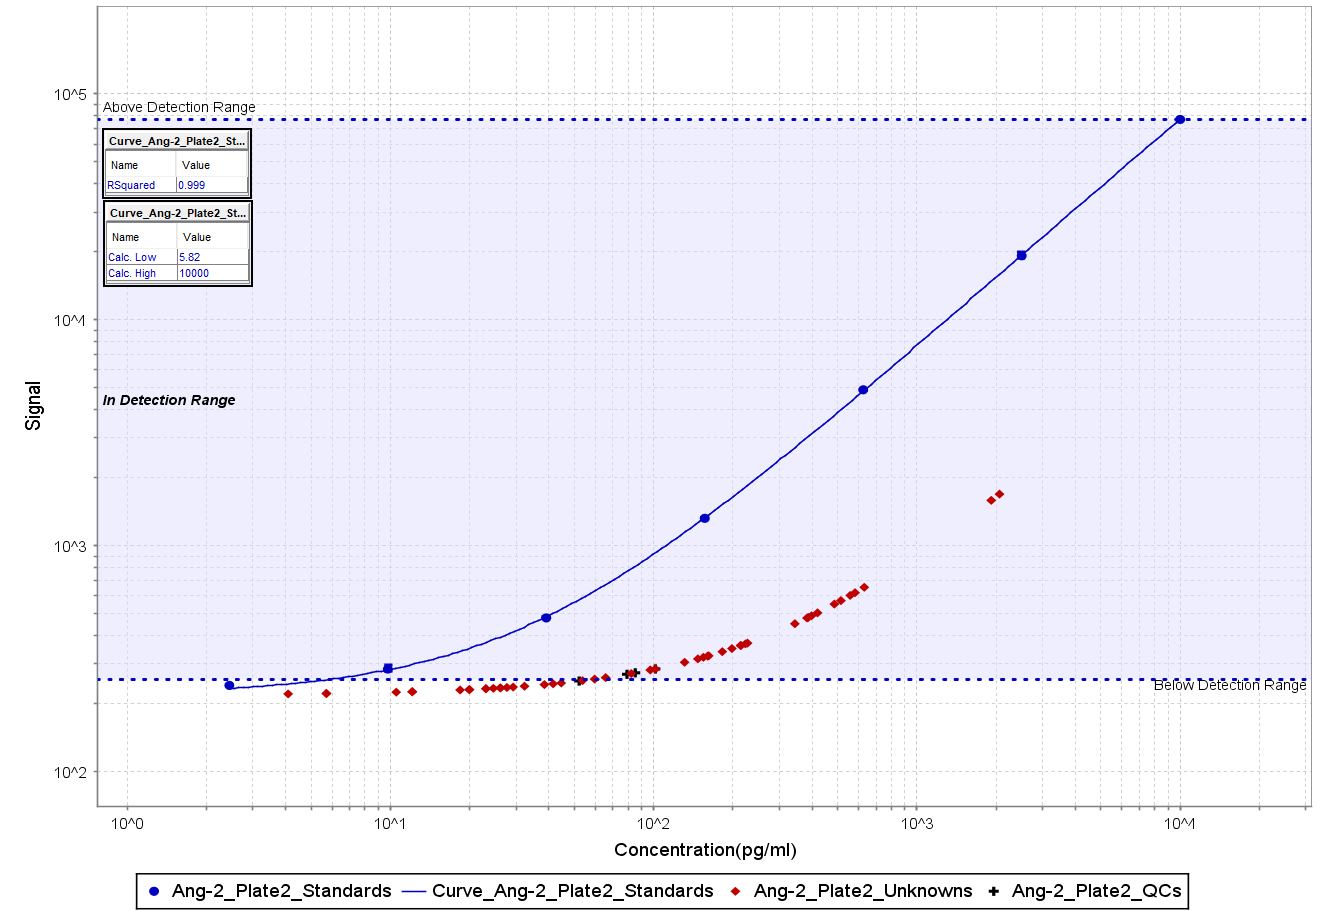 10^5
Above Detection Range
Curve_Ang-2_Plate2_St...
Name Value
RSquared 0.999
Curve_Ang-2_Plate2_St...
Name Value
Calc. Low 5.82
Calc. High 10000
10^4
In Detection Range
Signal
10^3
Below Detection Range
10^2
10^0 10^1 10^2 10^3 10^4
Concentration(pg/ml)
Ang-2_Plate2_Standards Curve_Ang-2_Plate2_Standards Ang-2_Plate2_Unknowns Ang-2_Plate2_QCs